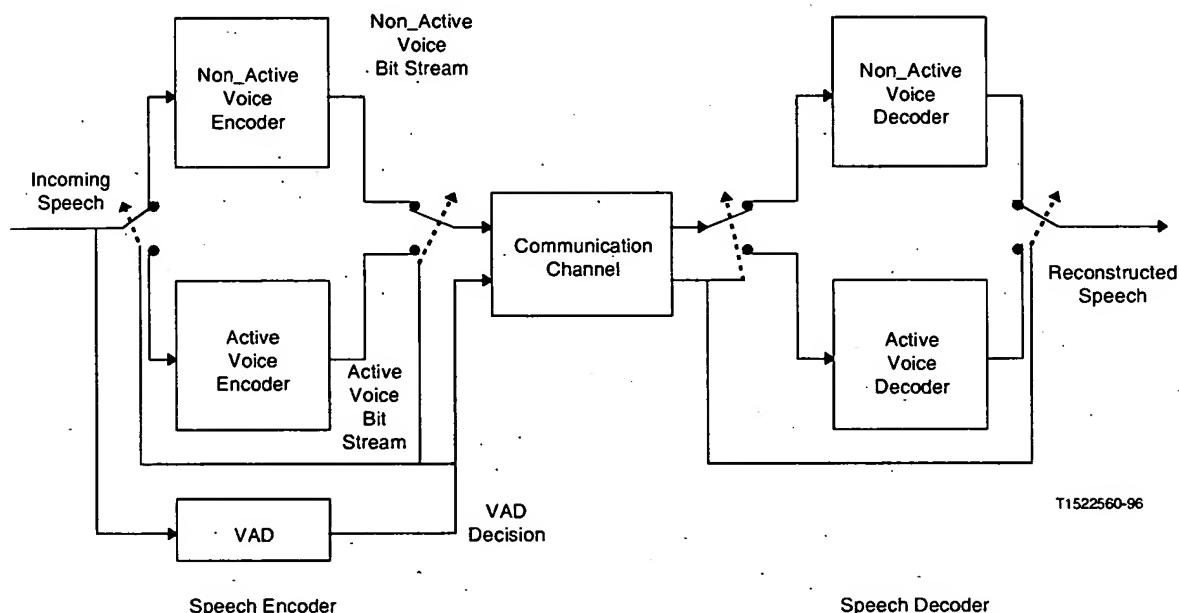 Non_Active
Voice
Bit Stream
Non_Active
Voice
Encoder
Non_Active
Voice
Decoder
Incoming
Speech
Communication
Channel
Reconstructed
Speech
Active
Voice
Encoder
Active
Voice
Bit
Stream
Active
Voice
Decoder
VAD
VAD
Decision
T1522560-96
Speech Encoder
Speech Decoder